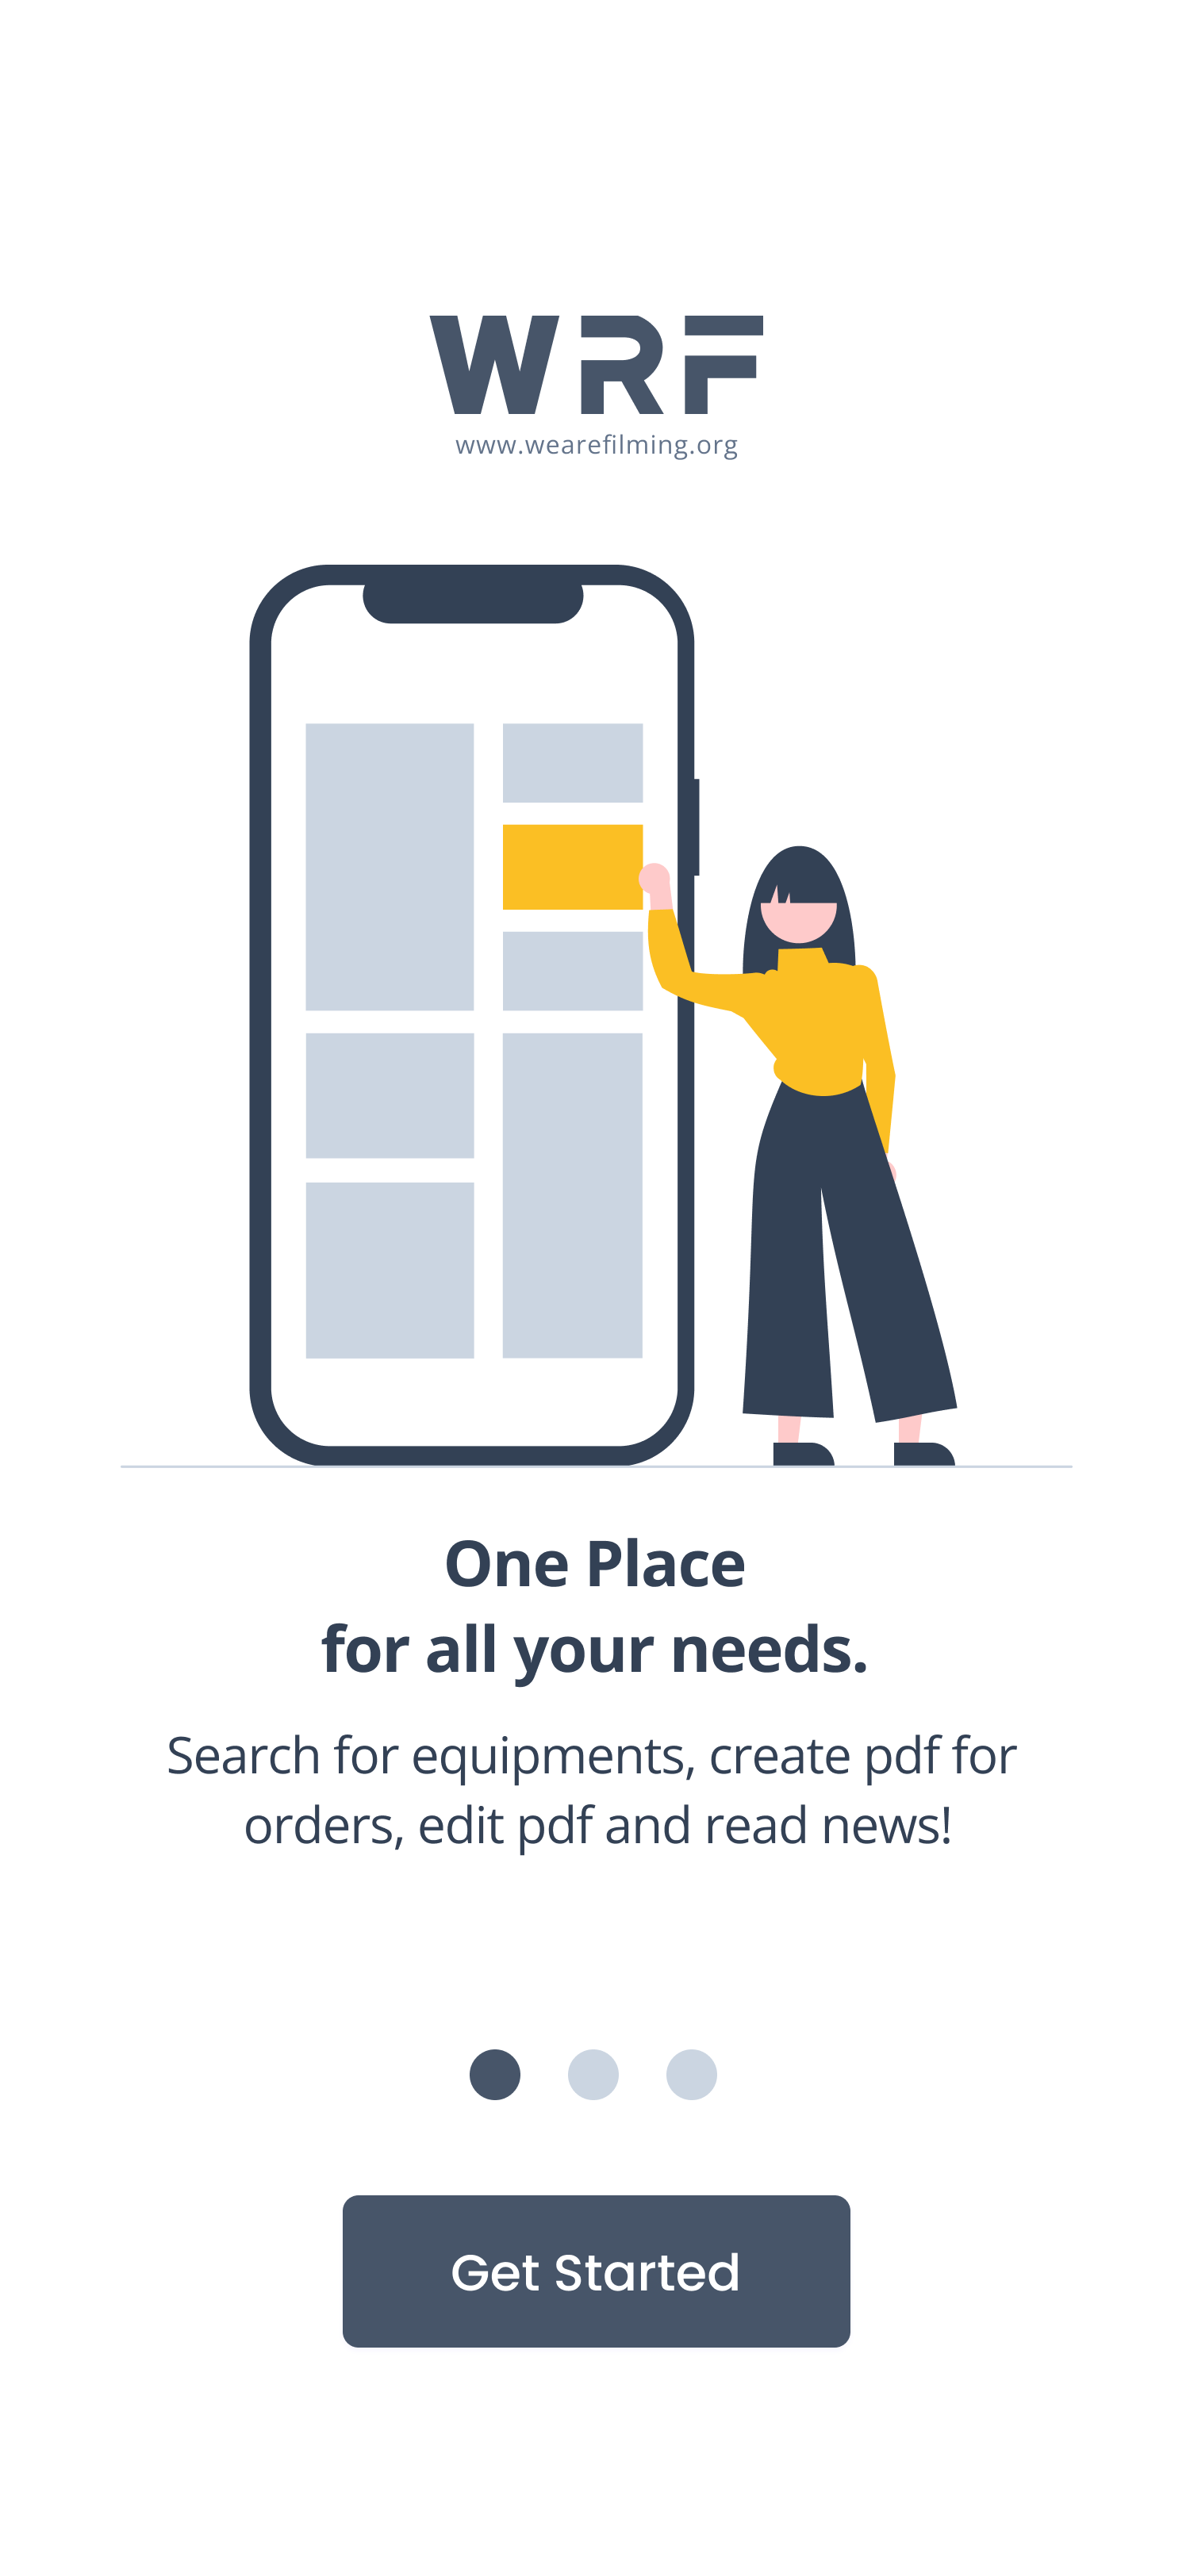 WRF
www.wearefilming.org
One Place
for all your needs.
Search for equipments, create pdf for
orders, edit pdf and read news!
Get Started